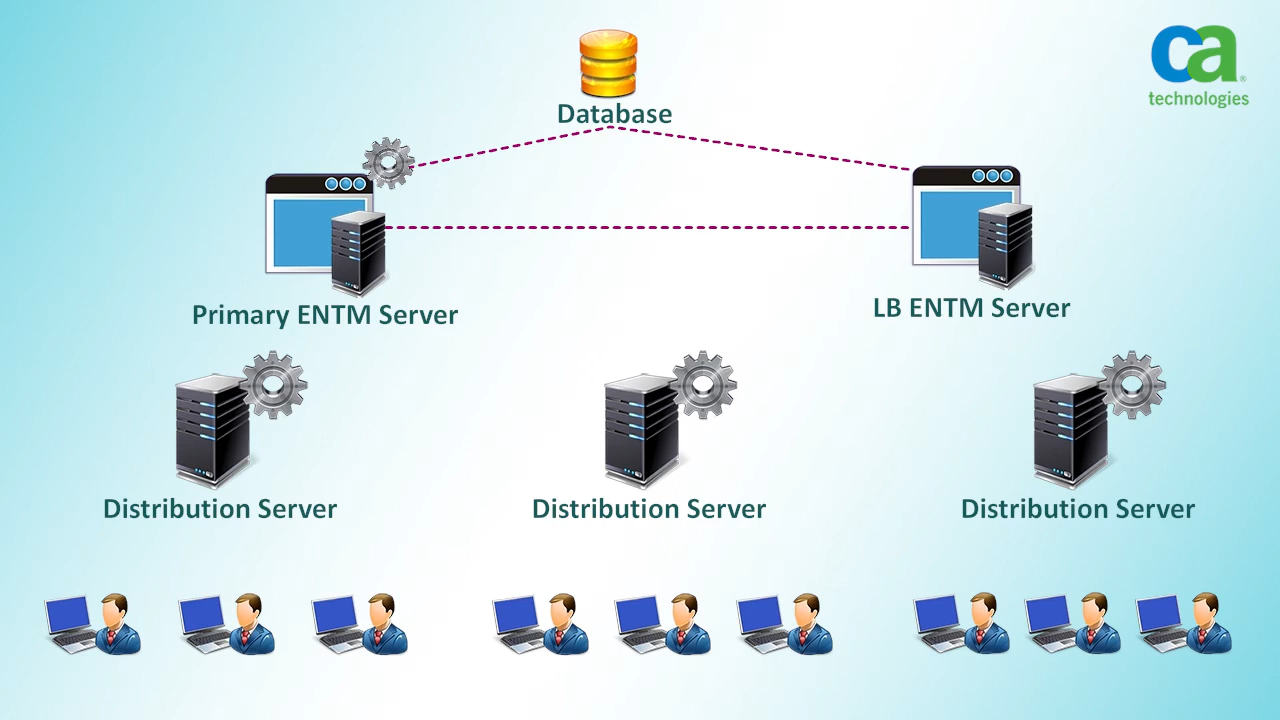 ca
technologies
Database
Primary ENTM Server
LB ENTM Server
Distribution Server
Distribution Server
Distribution Server